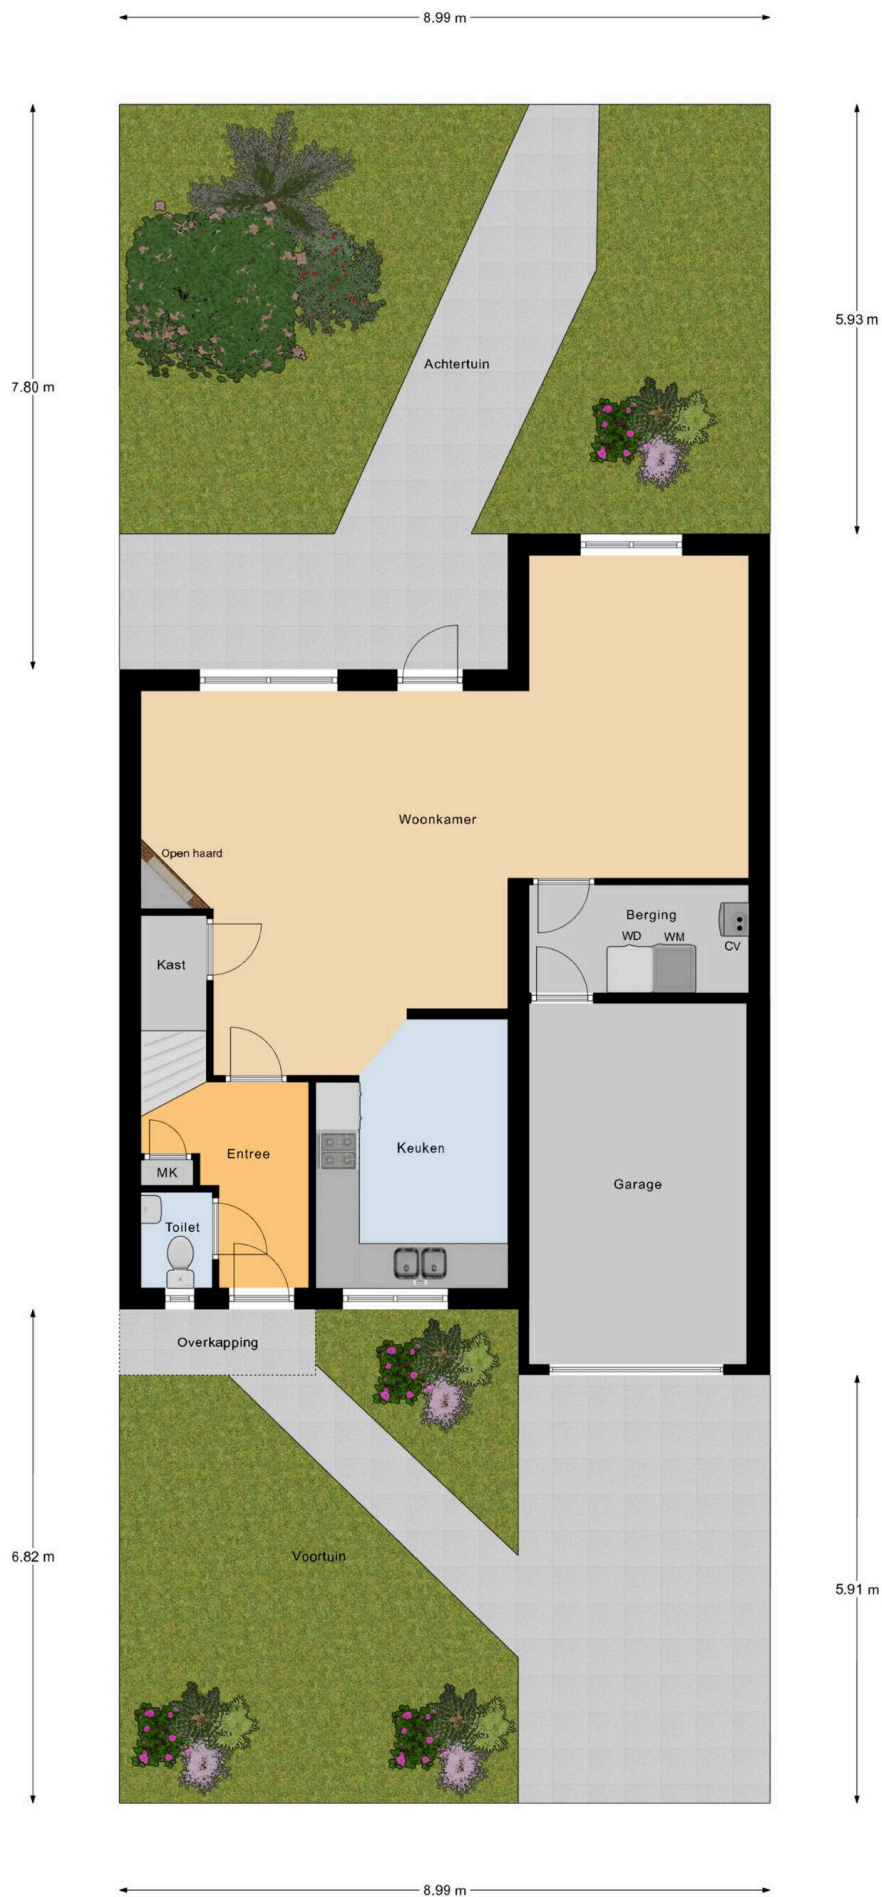 8.99 m
5.93 m
Achtertuin
7.80 m
Woonkamer
Open haard
Berging
WD
WM
CV
Kast
Keuken
Entree
MK
Garage
Toilet
Overkapping
Voortuin
6.82 m
5.91 m
8.99 m